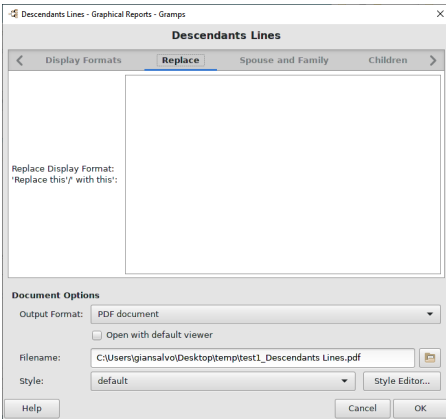 Descendants Lines - Graphical Reports - Gramps
Descendants Lines
Display Formats Replace Spouse and Family Children
Replace Display Format:
'Replace this'/' with this':
Document Options
Output Format: PDF document
Open with default viewer
Filename: C:\Users\giansalvo\Desktop\temp\test1_Descendants Lines.pdf
Style: default Style Editor...
Help Cancel OK